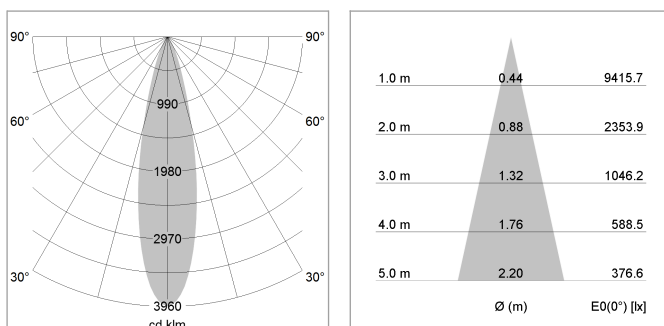 90° 90°
990
60° 60°
1980
2970
30° 30°
3960
cd klm
1.0 m 0.44 9415.7
2.0 m 0.88 2353.9
3.0 m 1.32 1046.2
4.0 m 1.76 588.5
5.0 m 2.20 376.6
Ø (m) E0(0°) [lx]